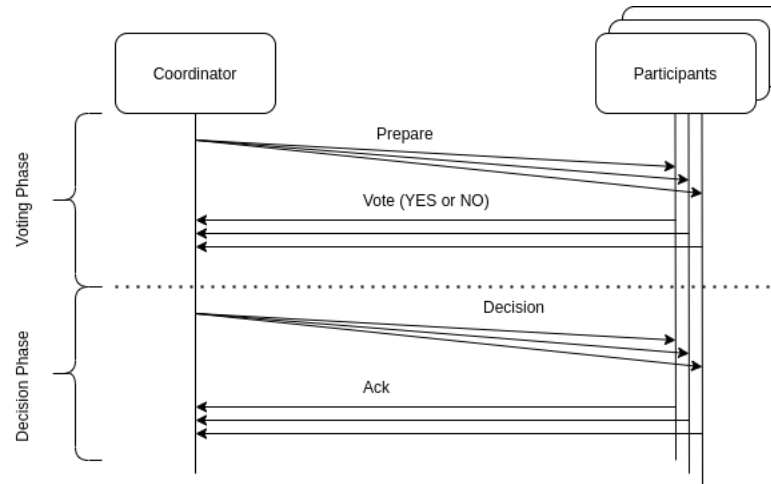 Coordinator
Participants
Voting Phase
Prepare
Vote (YES or NO)
Decision Phase
Decision
Ack